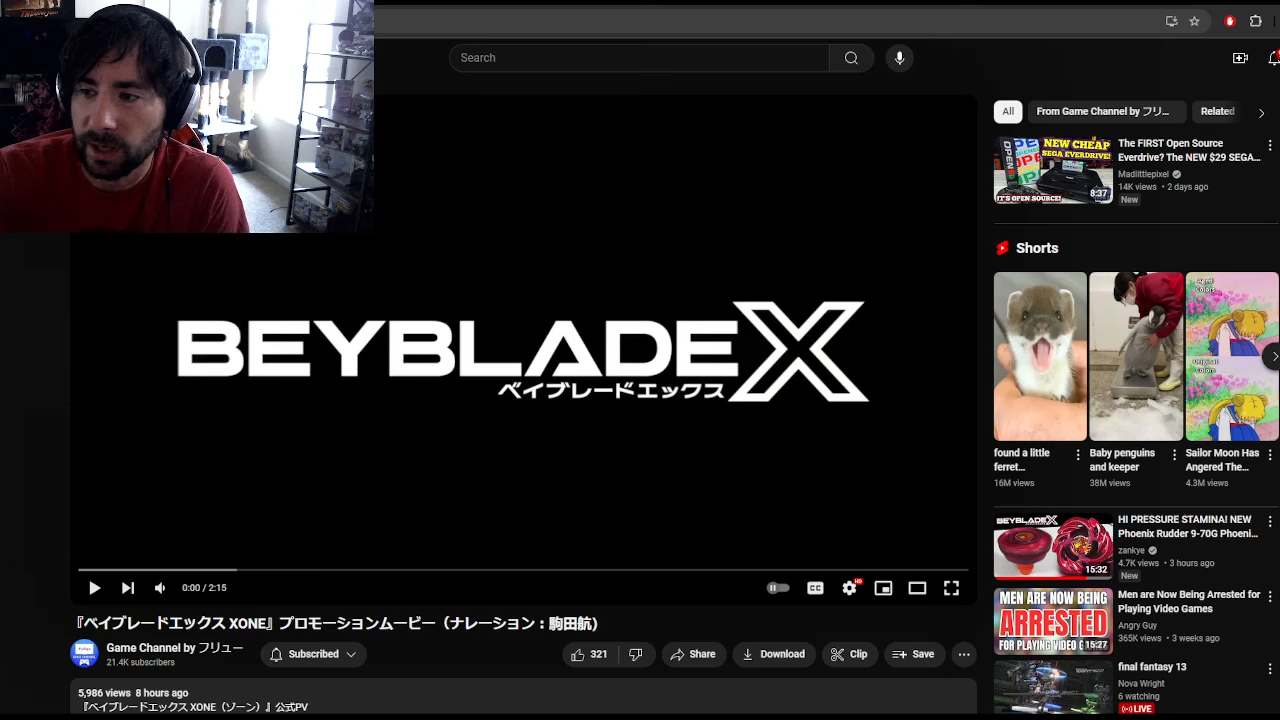 Search
BEYBLADE X
ベイブレードエックス
0:00 / 2:15
CC
HD
『ベイブレードエックス XONE』プロモーションムービー（ナレーション：駒田航）
Game Channel by フリュー
21.4K subscribers
Subscribed
321
Share
Download
Clip
Save
5,986 views 8 hours ago
『ベイブレードエックス XONE（ゾーン）』公式PV
All
From Game Channel by フリ...
Related
NEW CHEAP
SEGA EVERDRIVE!
OPEN
IT'S OPEN SOURCE!
8:37
The FIRST Open Source
Everdrive? The NEW $29 SEGA...
Madlittlepixel
14K views • 2 days ago
New
Shorts
Aged
Colors
Original
Colors
found a little
ferret...
16M views
Baby penguins
and keeper
38M views
Sailor Moon Has
Angered The...
4.3M views
BEYBLADE X
15:32
HI PRESSURE STAMINA! NEW
Phoenix Rudder 9-70G Phoeni...
zankye
4.7K views • 3 hours ago
New
MEN ARE NOW BEING
ARRESTED
FOR PLAYING VIDEO G
15:27
Men are Now Being Arrested for
Playing Video Games
Angry Guy
365K views • 3 weeks ago
final fantasy 13
Nova Wright
6 watching
LIVE